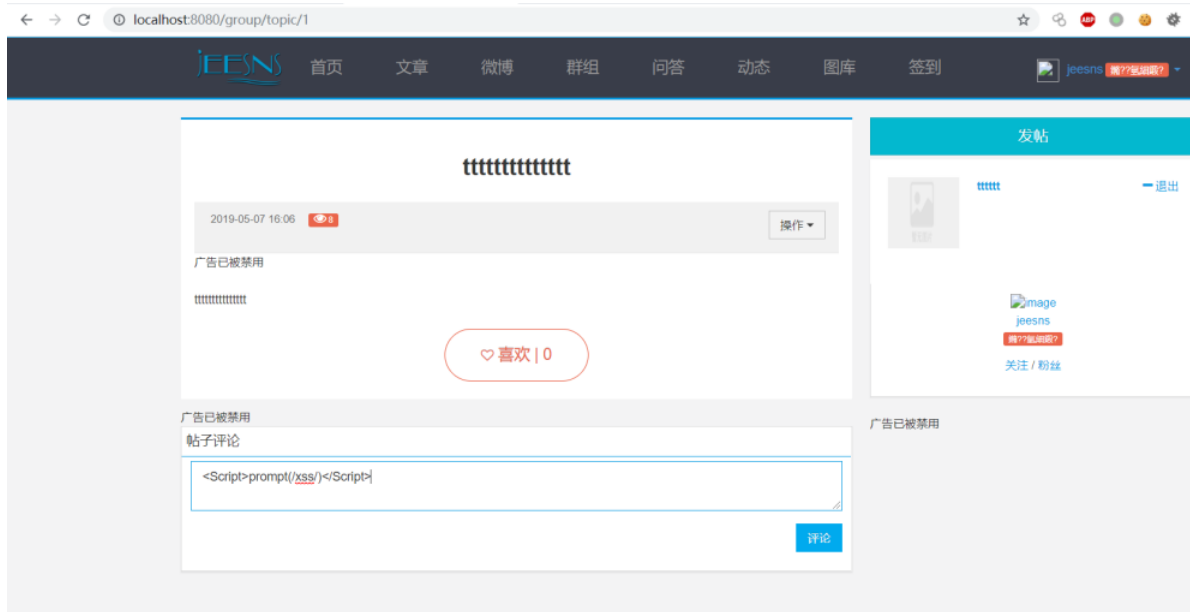 localhost:8080/group/topic/1
ABP
JEESNS 首页 文章 微博 群组 问答 动态 图库 签到 jeesns
tttttttttttttt
2019-05-07 16:06 8 操作
广告已被禁用
tttttttttttttt
喜欢 | 0
广告已被禁用
帖子评论
<Script>prompt(/xss/)</Script>
评论
发帖
tttttt 退出
image
jeesns
关注 / 粉丝
广告已被禁用